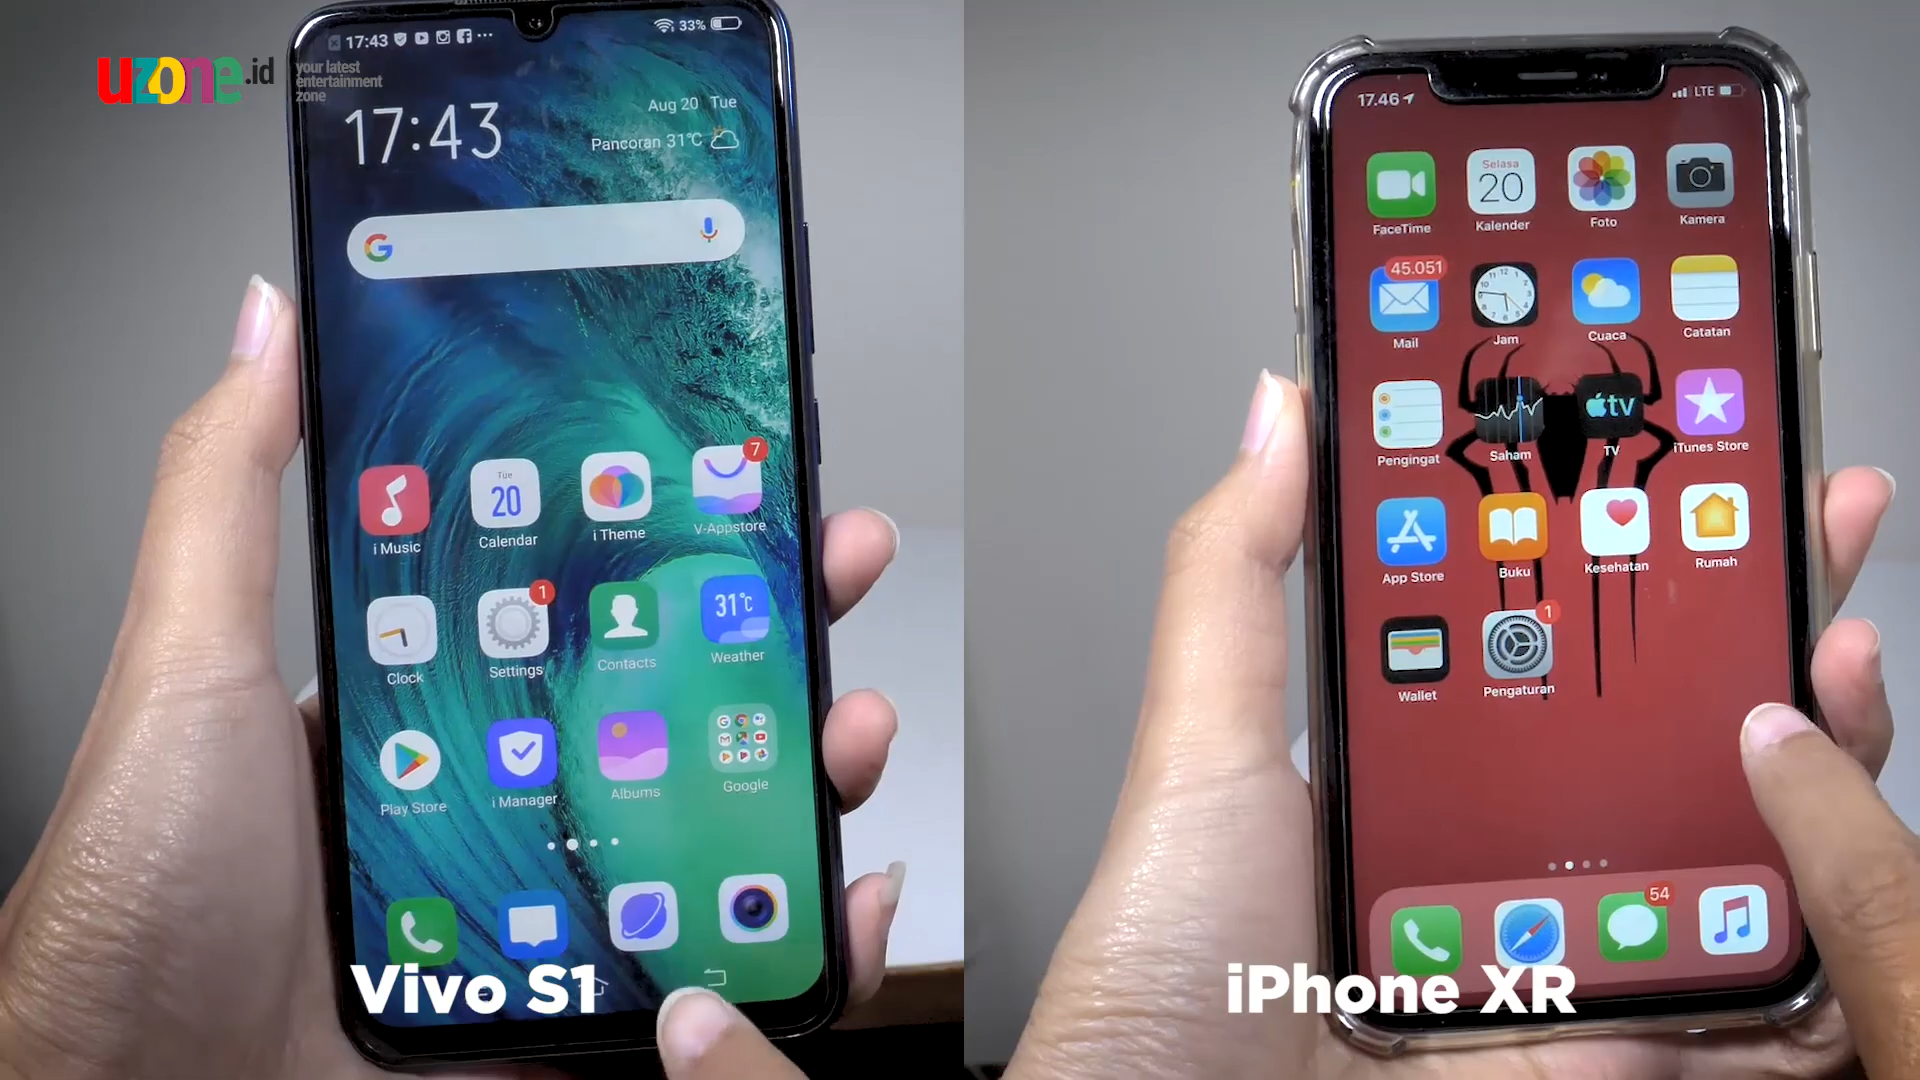 uzone.id
your latest
entertainment
zone
17:43
33%
17:43
Aug 20 Tue
Pancoran 31°C
i Music
Tue
20
Calendar
i Theme
7
V-Appstore
Clock
1
Settings
Contacts
31°C
Weather
Play Store
i Manager
Albums
Google
Vivo S1
17.46
LTE
FaceTime
Selasa
20
Kalender
Foto
Kamera
45.051
Mail
Jam
Cuaca
Catatan
Pengingat
Saham
tv
TV
iTunes Store
App Store
Buku
Kesehatan
Rumah
Wallet
1
Pengaturan
54
iPhone XR